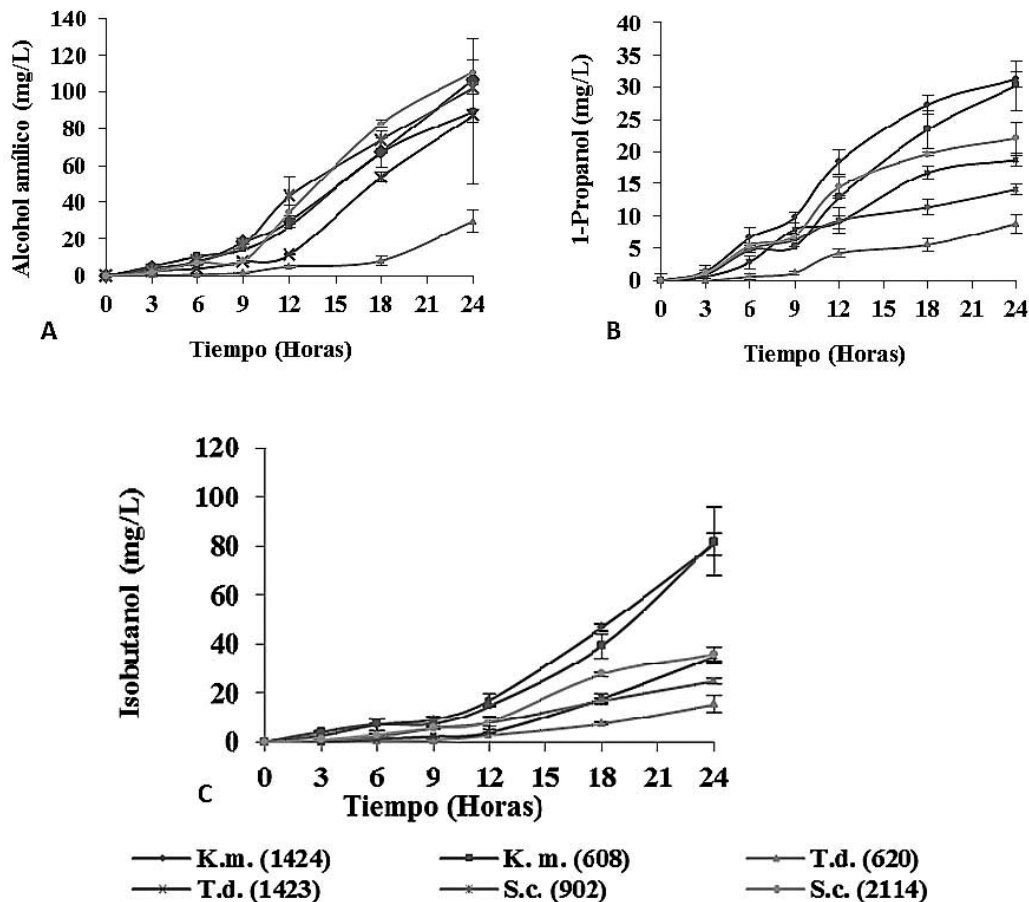 140
120
100
80
60
40
20
0
Alcohol amílico (mg/L)
0 3 6 9 12 15 18 21 24
A
Tiempo (Horas)
40
35
30
25
20
15
10
5
0
1-Propanol (mg/L)
0 3 6 9 12 15 18 21 24
B
Tiempo (Horas)
120
100
80
60
40
20
0
Isobutanol (mg/L)
0 3 6 9 12 15 18 21 24
C
Tiempo (Horas)
K.m. (1424) K. m. (608) T.d. (620)
T.d. (1423) S.c. (902) S.c. (2114)